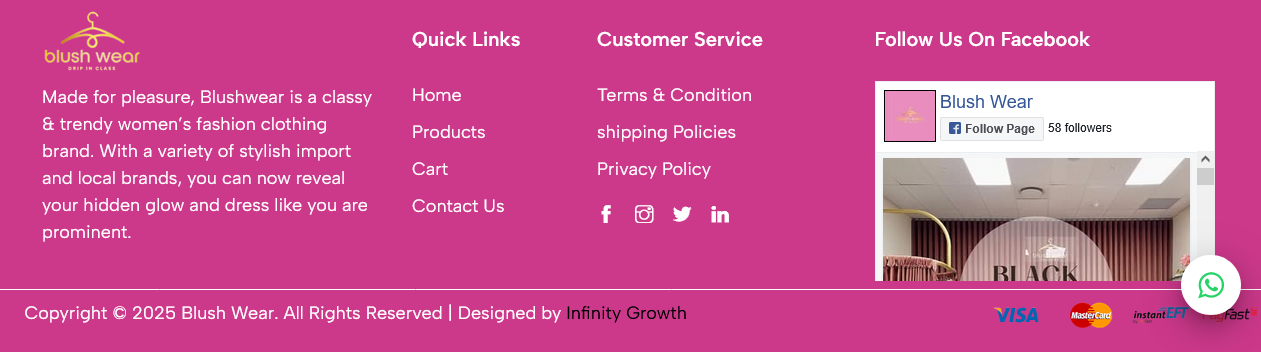 blush wear
GRIP IN CLASS
Made for pleasure, Blushwear is a classy
& trendy women's fashion clothing
brand. With a variety of stylish import
and local brands, you can now reveal
your hidden glow and dress like you are
prominent.
Quick Links
Home
Products
Cart
Contact Us
Customer Service
Terms & Condition
shipping Policies
Privacy Policy
Follow Us On Facebook
Blush Wear
Follow Page
58 followers
BLACK
Copyright © 2025 Blush Wear. All Rights Reserved | Designed by Infinity Growth
VISA
MasterCard
instantEFT
Fast